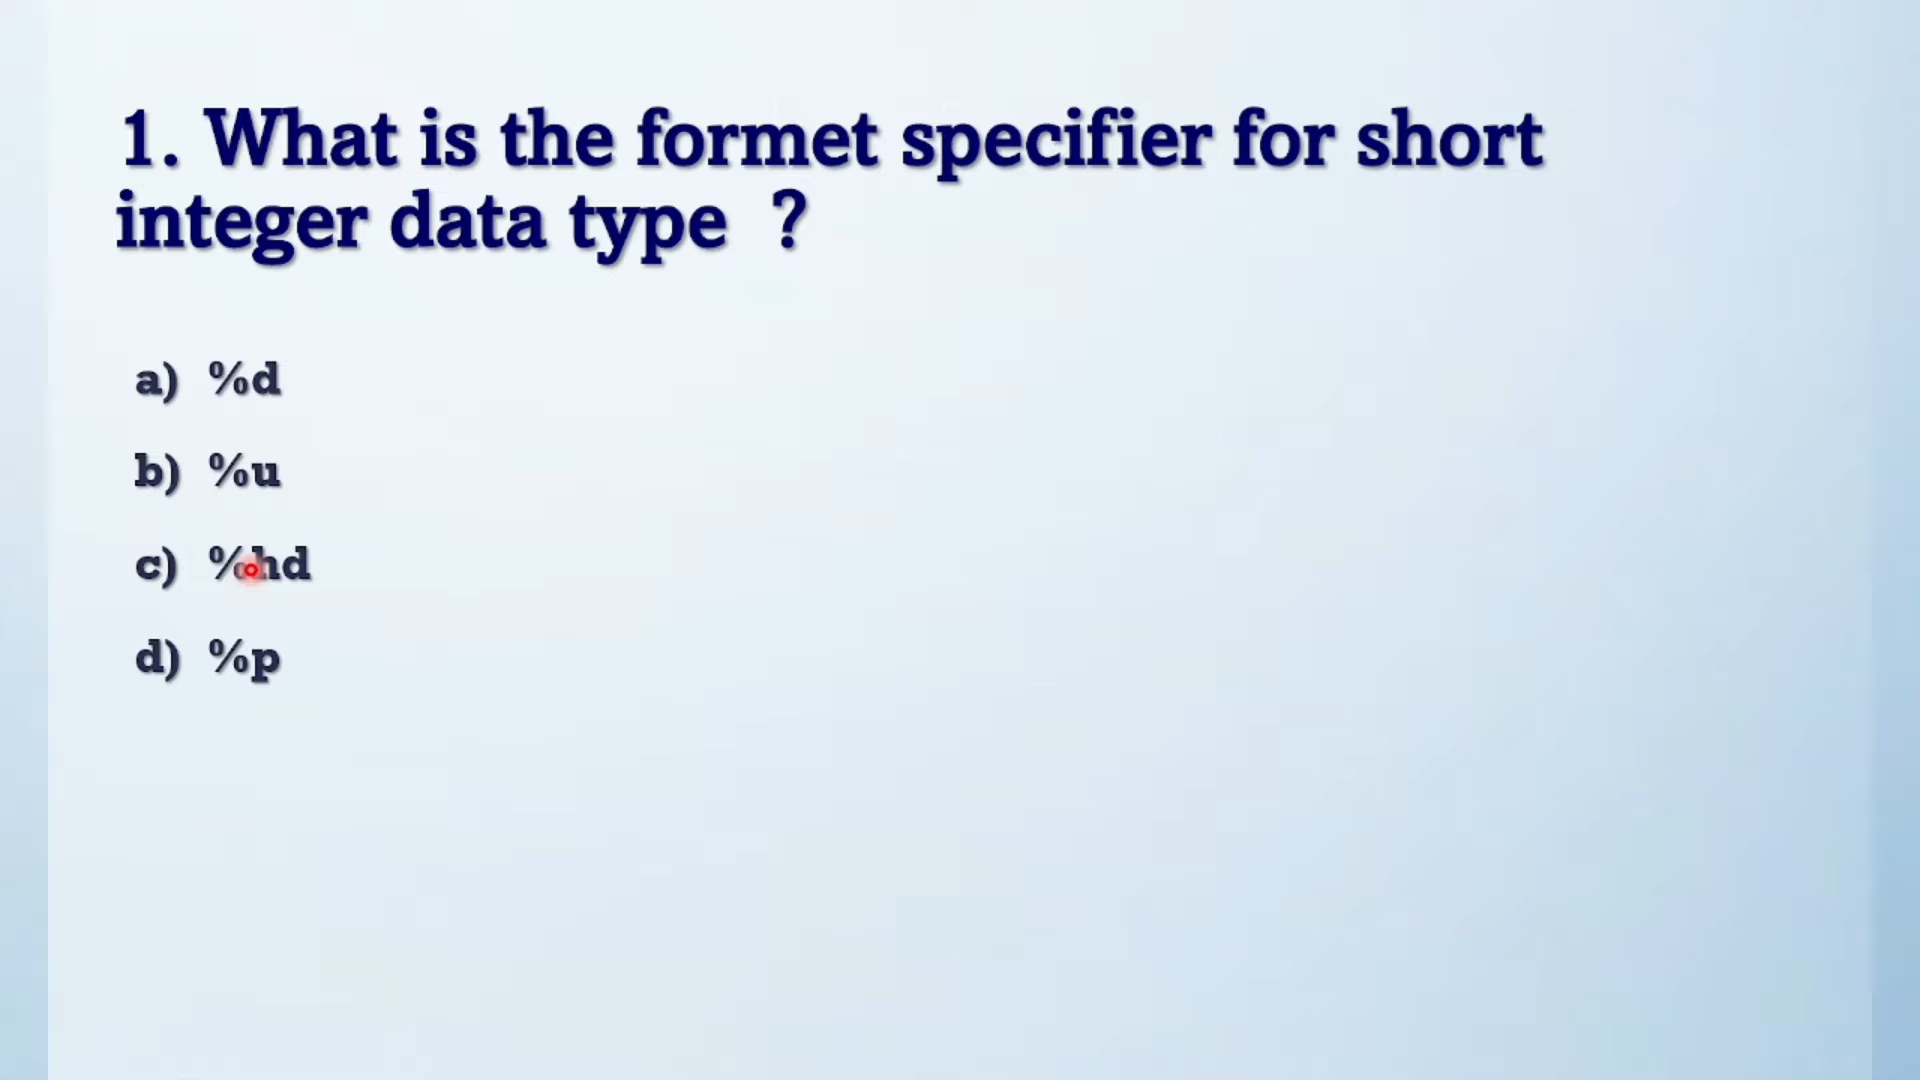 1. What is the formet specifier for short
integer data type ?
a) %d
b) %u
c) %hd
d) %p